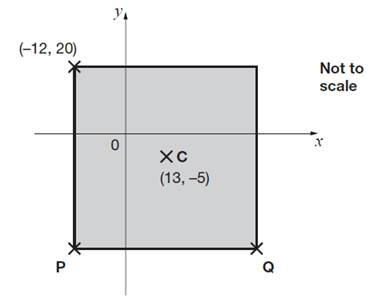 y
(–12, 20)
Not to
scale
0
x
C
(13, –5)
P
Q